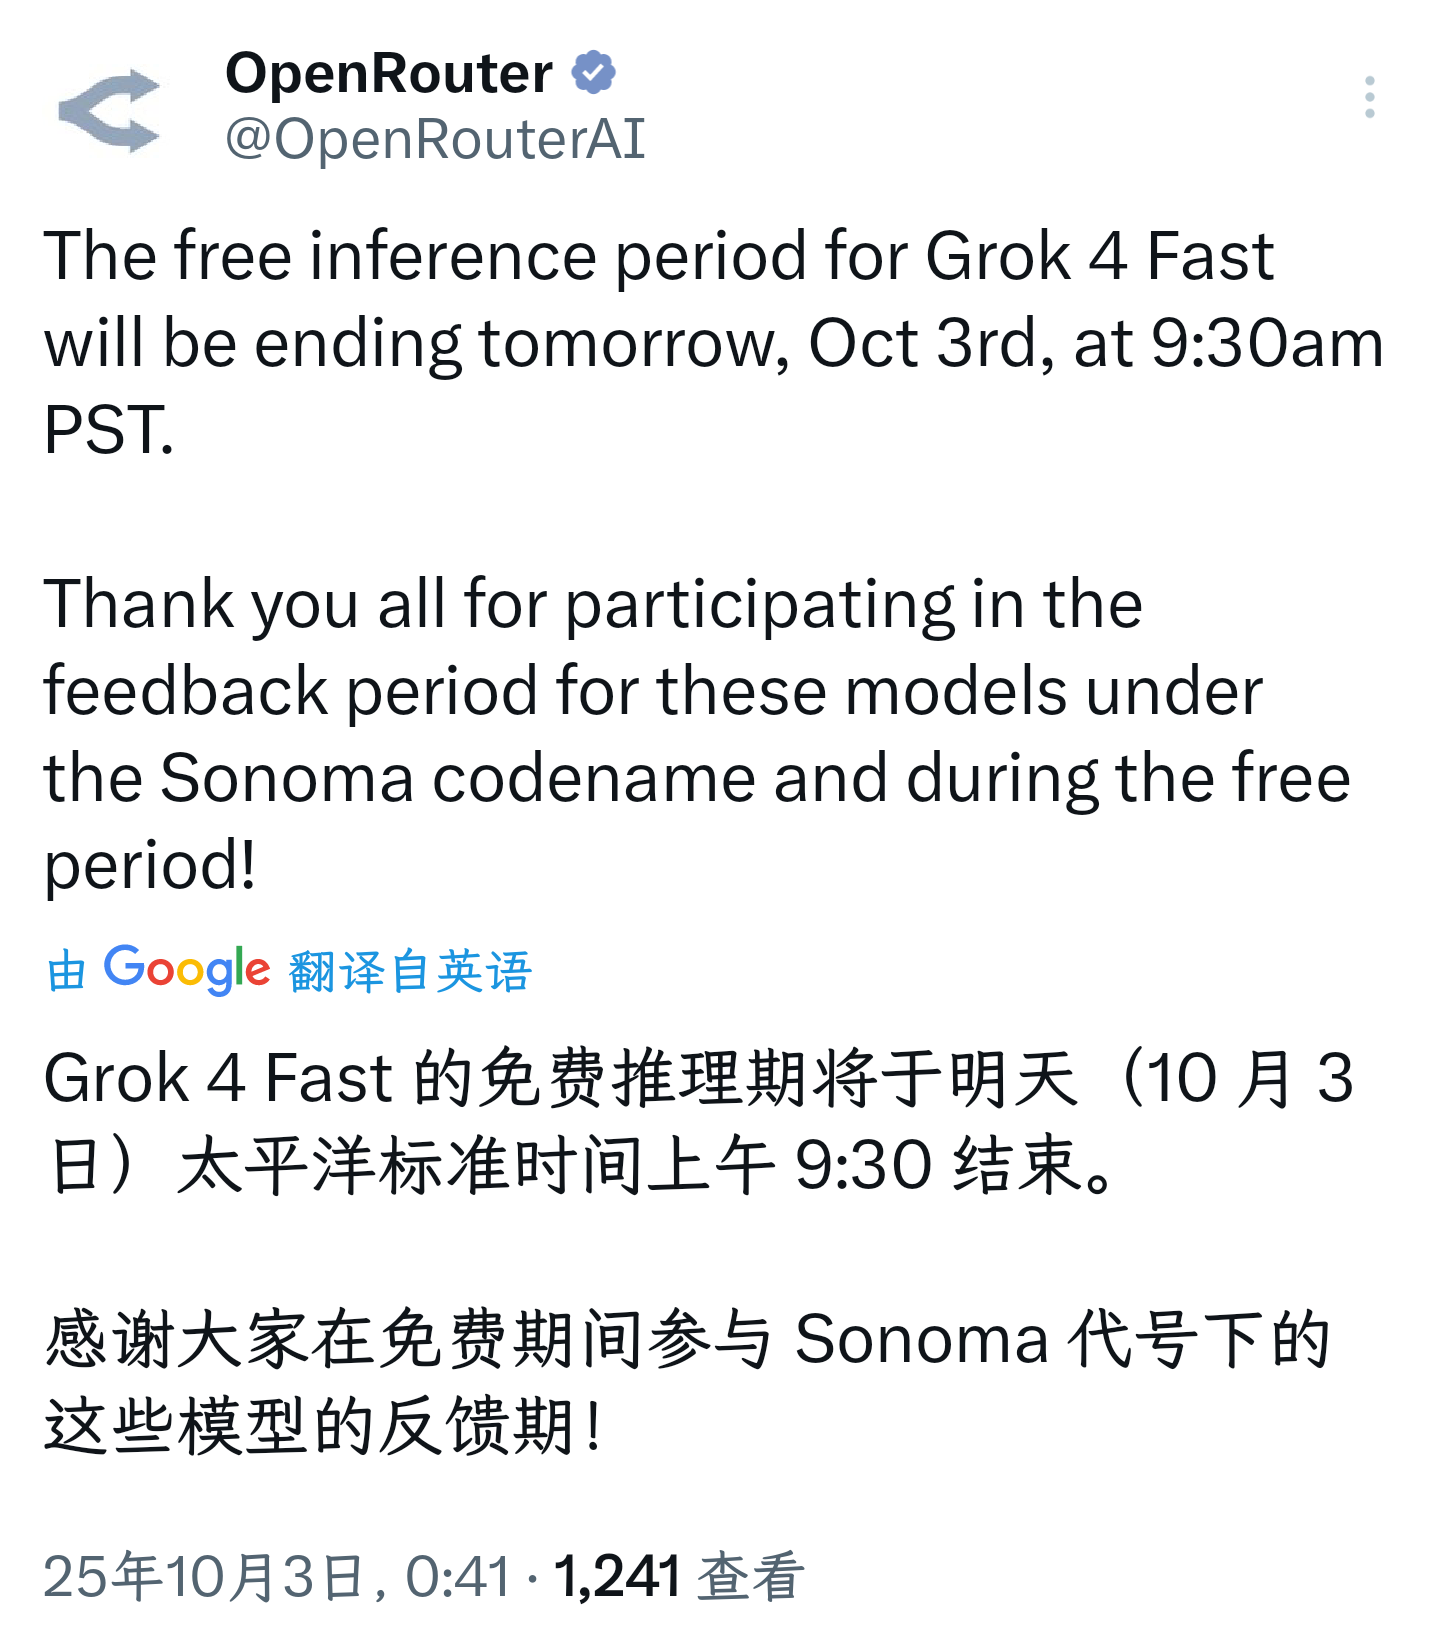 OpenRouter
@OpenRouterAI
The free inference period for Grok 4 Fast
will be ending tomorrow, Oct 3rd, at 9:30am
PST.
Thank you all for participating in the
feedback period for these models under
the Sonoma codename and during the free
period!
由 Google 翻译自英语
Grok 4 Fast 的免费推理期将于明天（10 月 3
日）太平洋标准时间上午 9:30 结束。
感谢大家在免费期间参与 Sonoma 代号下的
这些模型的反馈期！
25年10月3日, 0:41 · 1,241 查看